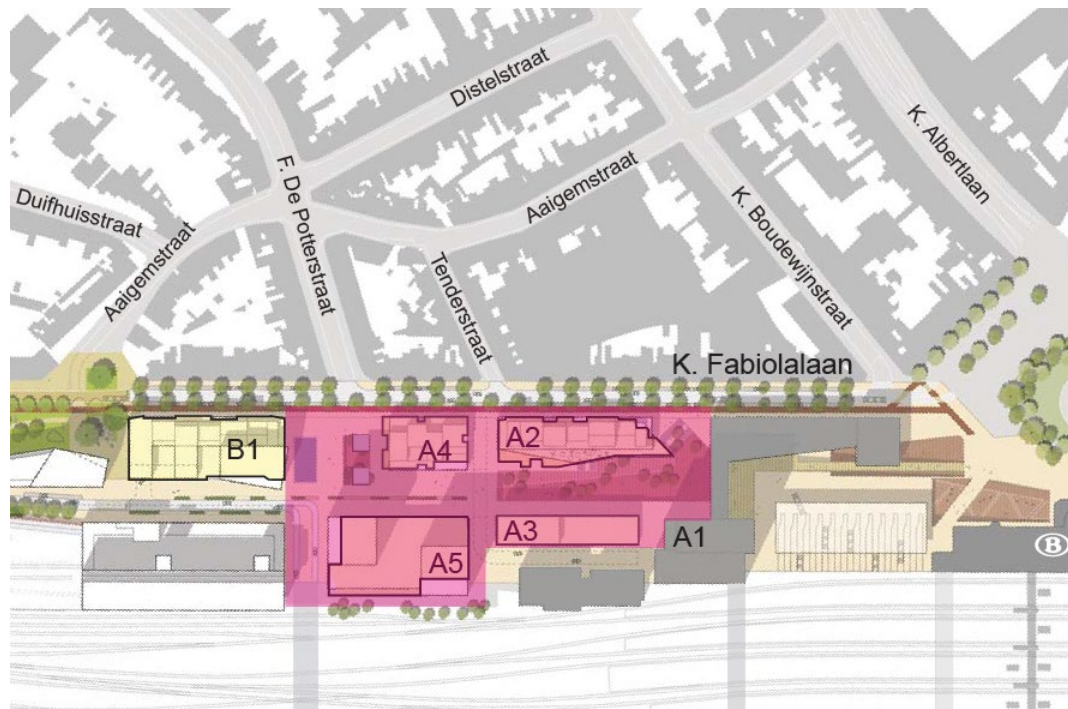 Distelstraat
K. Albertlaan
F. De Potterstraat
Aaigemstraat
K. Boudewijnstraat
Duifhuisstraat
Aaigemstraat
Tenderstraat
K. Fabiolalaan
B1
A4
A2
A3
A1
A5
B